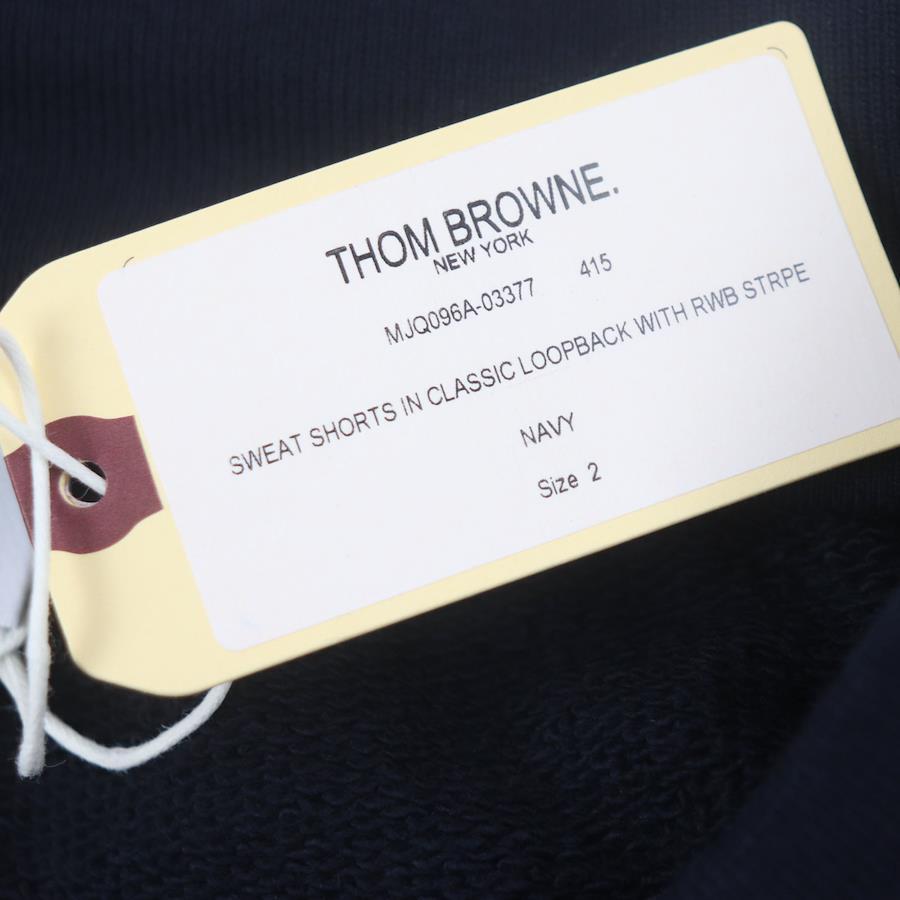 THOM BROWNE.
NEW YORK
MJQ096A-03377 415
SWEAT SHORTS IN CLASSIC LOOPBACK WITH RWB STRPE
NAVY
Size 2